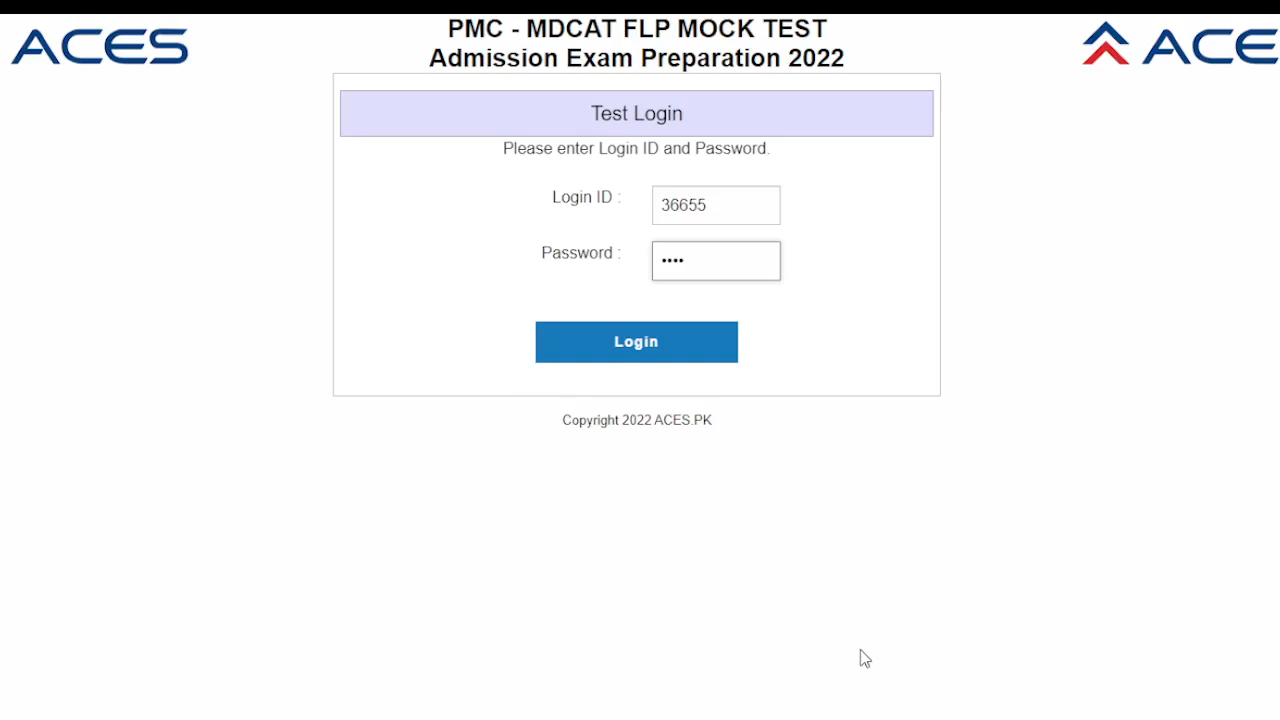 ACES
PMC - MDCAT FLP MOCK TEST
Admission Exam Preparation 2022
ACE
Test Login
Please enter Login ID and Password.
Login ID :
36655
Password :
••••
Login
Copyright 2022 ACES.PK